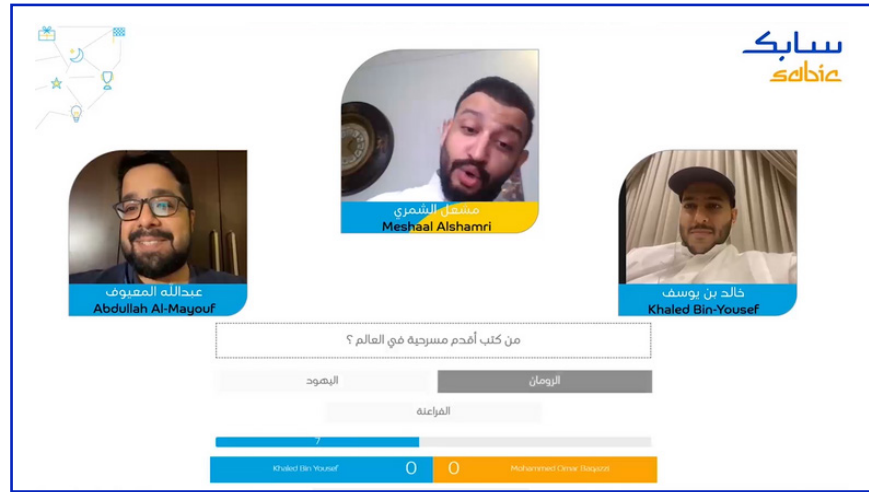 سابك
sabic
مشعل الشمري
Meshaal Alshamri
عبدالله المعيوف
Abdullah Al-Mayouf
خالد بن يوسف
Khaled Bin-Yousef
من كتب أقدم مسرحية في العالم ؟
الرومان
اليهود
الفراعنة
7
Khaled Bin Yousef 0 0 Mohammed Omar Baqazzi